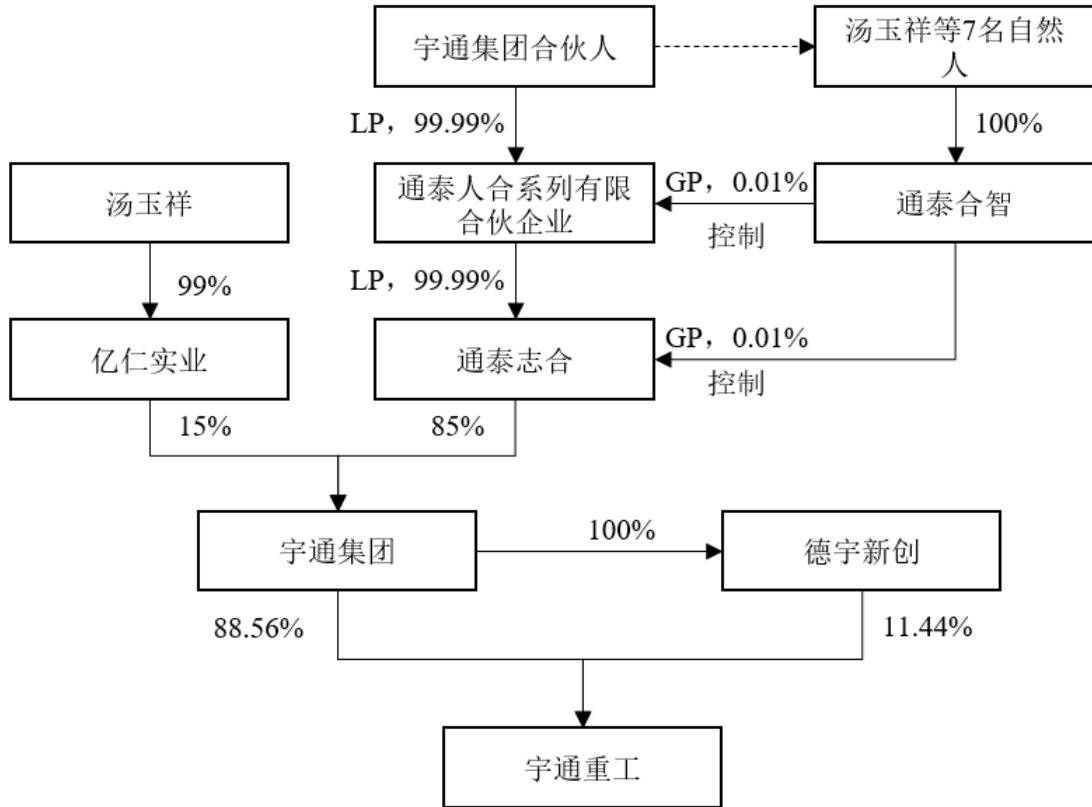 宇通集团合伙人
汤玉祥等7名自然
人
LP，99.99%
100%
汤玉祥
通泰人合系列有限
合伙企业
GP，0.01%
控制
通泰合智
99%
LP，99.99%
亿仁实业
通泰志合
GP，0.01%
控制
15%
85%
宇通集团
100%
德宇新创
88.56%
11.44%
宇通重工